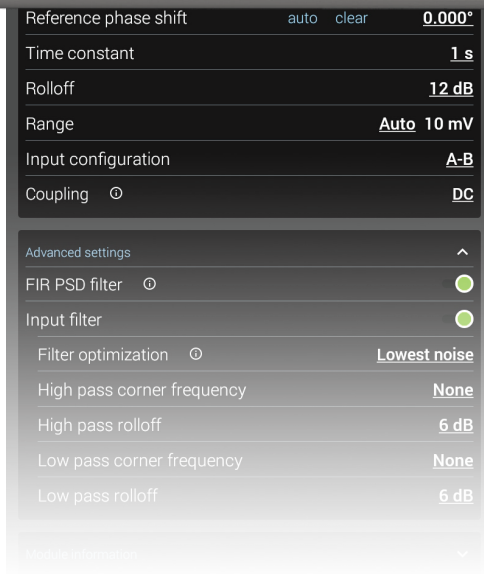 Reference phase shift auto clear 0.000°
Time constant 1 s
Rolloff 12 dB
Range Auto 10 mV
Input configuration A-B
Coupling DC
Advanced settings
FIR PSD filter
Input filter
Filter optimization Lowest noise
High pass corner frequency None
High pass rolloff 6 dB
Low pass corner frequency None
Low pass rolloff 6 dB
Module information